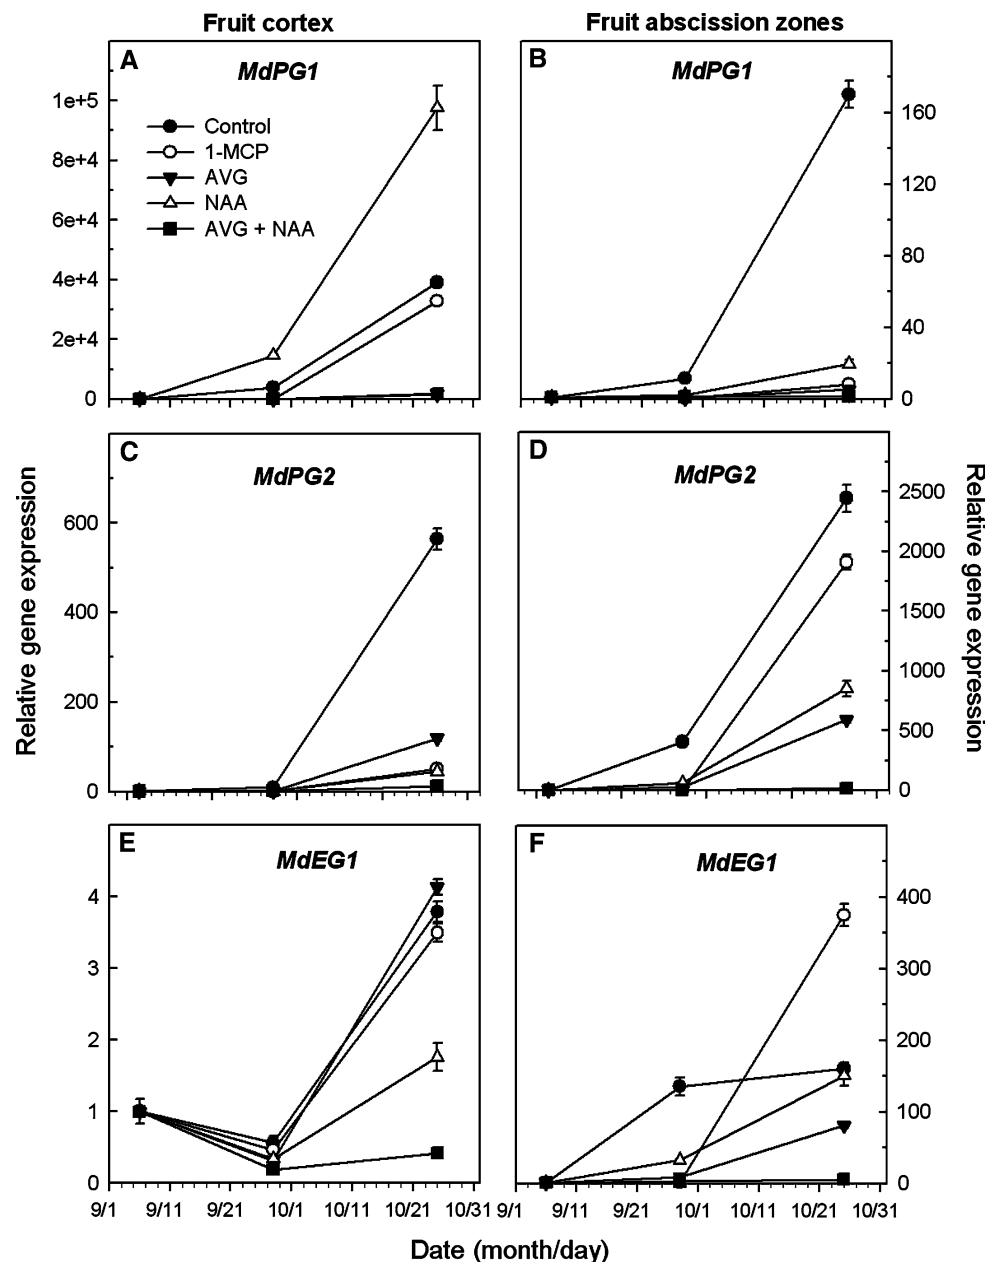 Fruit cortex
Fruit abscission zones
A
MdPG1
1e+5
8e+4
6e+4
4e+4
2e+4
0
Control
1-MCP
AVG
NAA
AVG + NAA
B
MdPG1
160
120
80
40
0
C
MdPG2
600
400
200
0
D
MdPG2
2500
2000
1500
1000
500
0
Relative gene expression
Relative gene expression
E
MdEG1
4
3
2
1
0
F
MdEG1
400
300
200
100
0
9/1 9/11 9/21 10/1 10/11 10/21 10/31
9/1 9/11 9/21 10/1 10/11 10/21 10/31
Date (month/day)